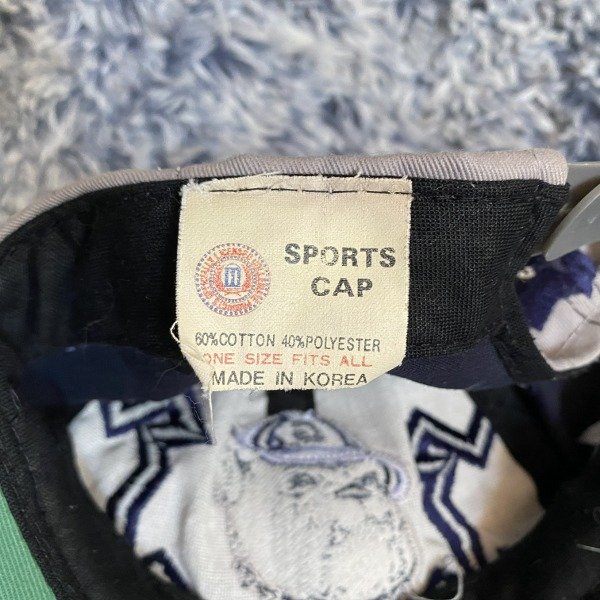 SPORTS
CAP
60%COTTON 40%POLYESTER
ONE SIZE FITS ALL
MADE IN KOREA